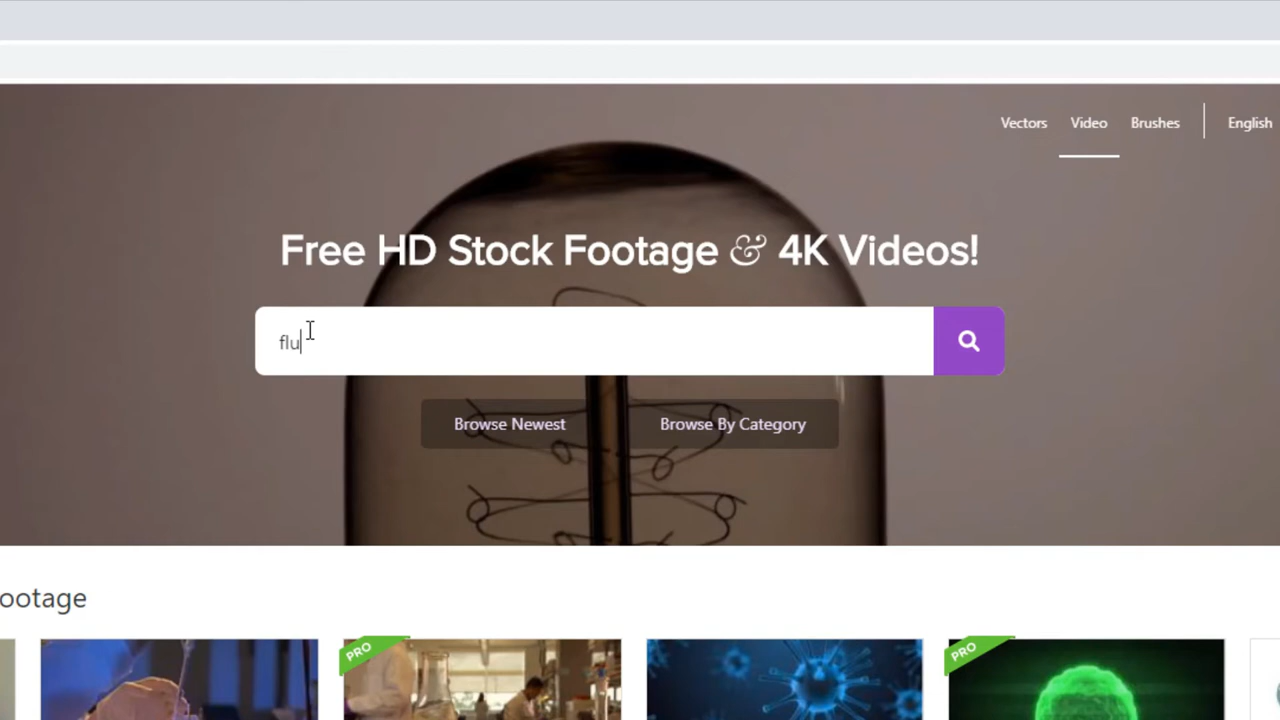 Vectors Video Brushes English
Free HD Stock Footage & 4K Videos!
flu
Browse Newest Browse By Category
ootage
PRO PRO